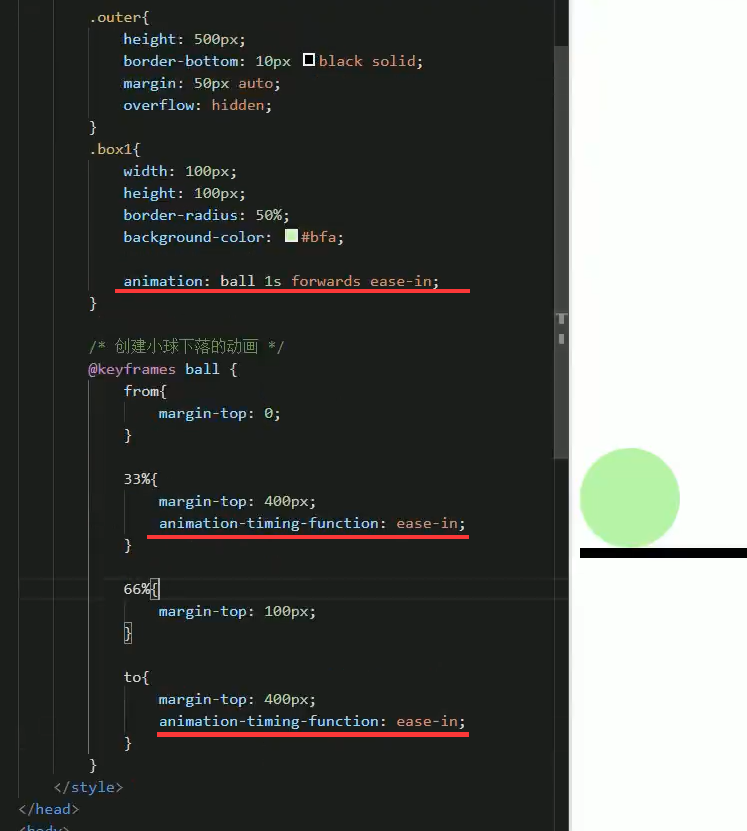 .outer{
height: 500px;
border-bottom: 10px black solid;
margin: 50px auto;
overflow: hidden;
}
.box1{
width: 100px;
height: 100px;
border-radius: 50%;
background-color: #bfa;
animation: ball 1s forwards ease-in;
}
/* 创建小球下落的动画 */
@keyframes ball {
from{
margin-top: 0;
}
33%{
margin-top: 400px;
animation-timing-function: ease-in;
}
66%{
margin-top: 100px;
}
to{
margin-top: 400px;
animation-timing-function: ease-in;
}
}
</style>
</head>
<body>